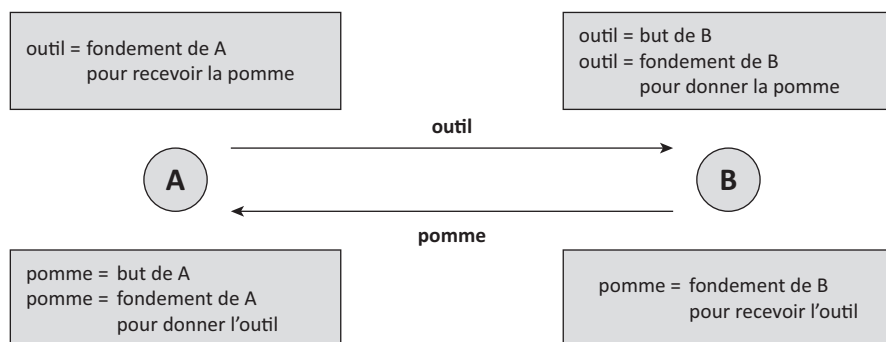 outil = fondement de A
pour recevoir la pomme
outil = but de B
outil = fondement de B
pour donner la pomme
outil
A
B
pomme
pomme = but de A
pomme = fondement de A
pour donner l’outil
pomme = fondement de B
pour recevoir l’outil